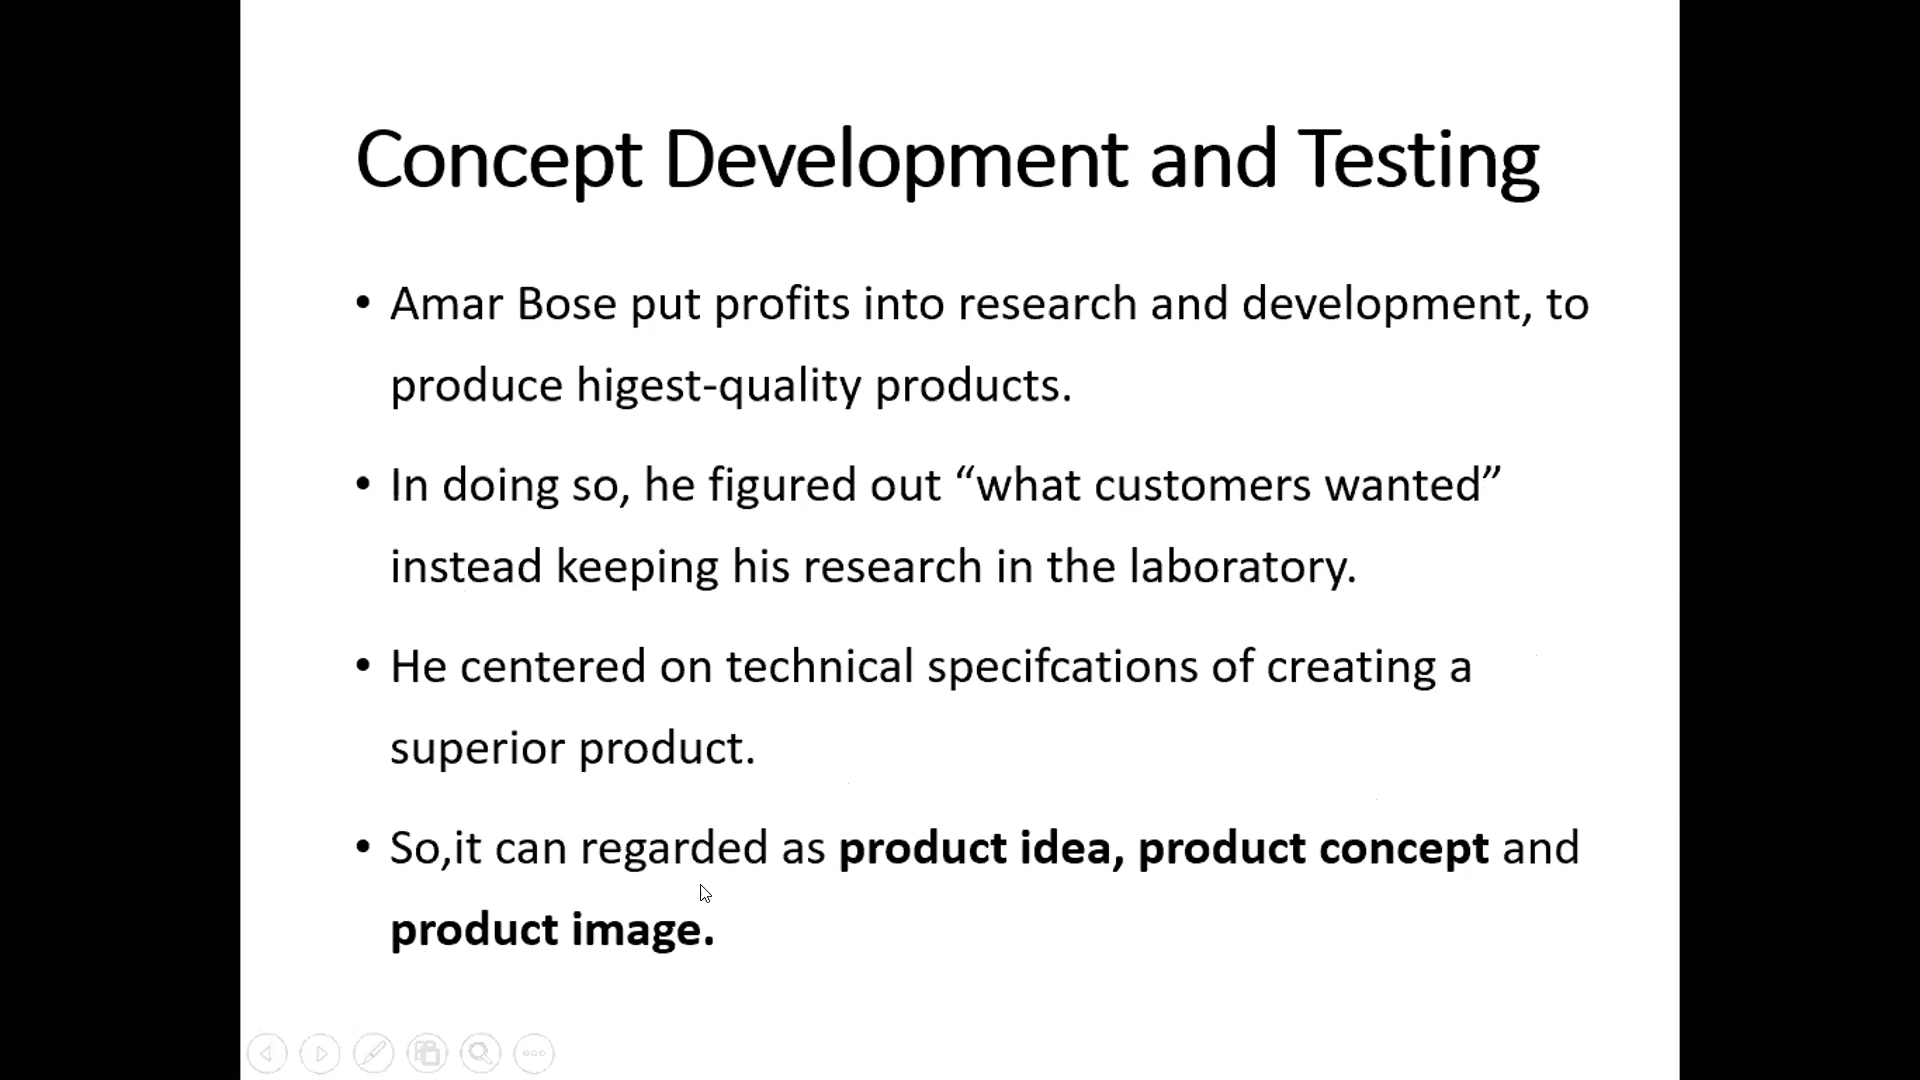 Concept Development and Testing
• Amar Bose put profits into research and development, to
produce higest-quality products.
• In doing so, he figured out “what customers wanted”
instead keeping his research in the laboratory.
• He centered on technical specifcations of creating a
superior product.
• So,it can regarded as product idea, product concept and
product image.